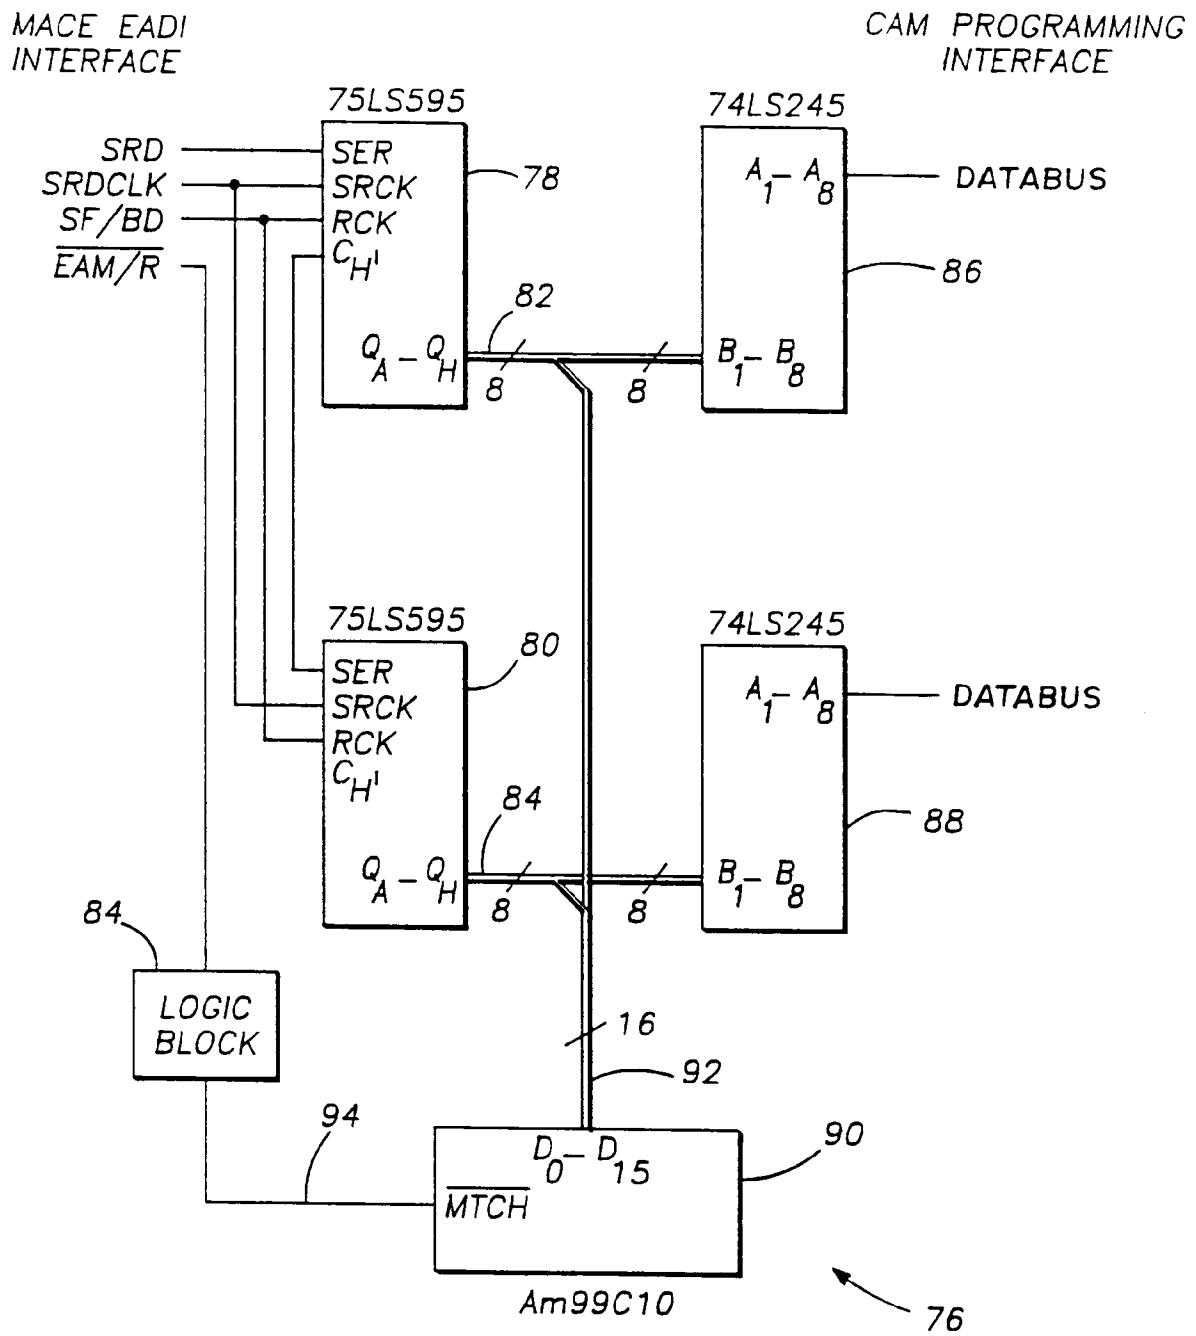 MACE EADI
INTERFACE
CAM PROGRAMMING
INTERFACE
75LS595
74LS245
SRD
SRDCLK
SF/BD
EAM/R
SER
SRCK
RCK
CH'
QA-QH
78
82
8
8
A1-A8
B1-B8
DATABUS
86
75LS595
74LS245
SER
SRCK
RCK
CH'
QA-QH
80
84
8
8
A1-A8
B1-B8
DATABUS
88
84
LOGIC
BLOCK
16
92
94
D0-D15
MTCH
90
Am99C10
76